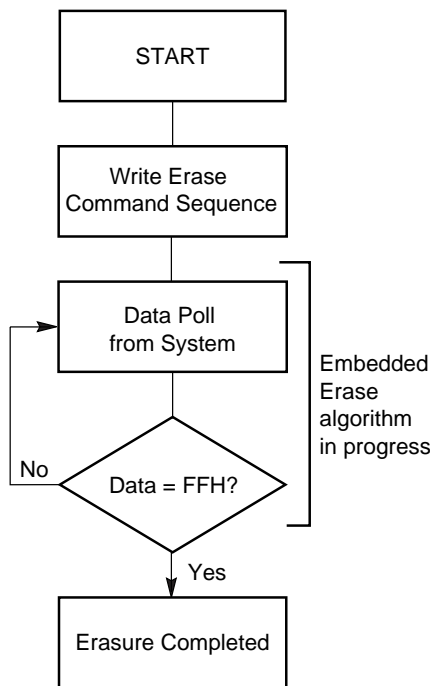 START
Write Erase
Command Sequence
Data Poll
from System
Embedded
Erase
algorithm
in progress
No
Data = FFH?
Yes
Erasure Completed